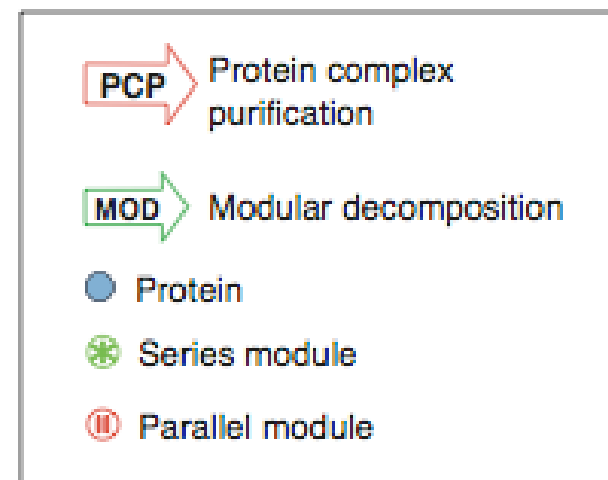 PCP Protein complex
purification
MOD Modular decomposition
Protein
Series module
Parallel module